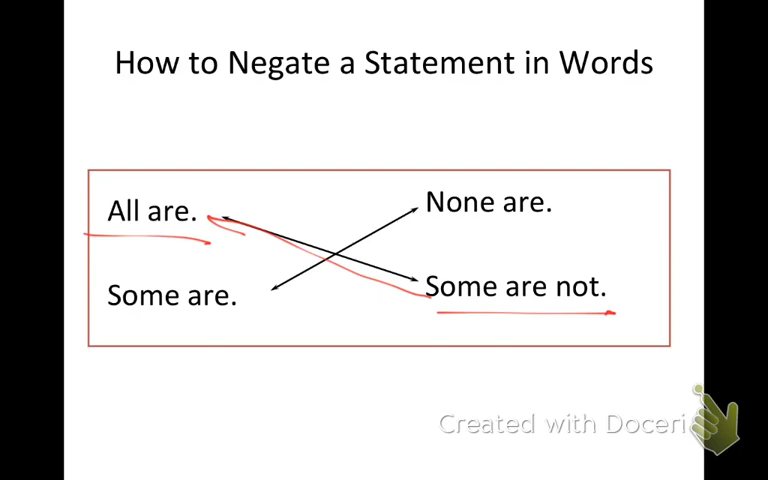 How to Negate a Statement in Words
All are.
None are.
Some are.
Some are not.
Created with Doceri